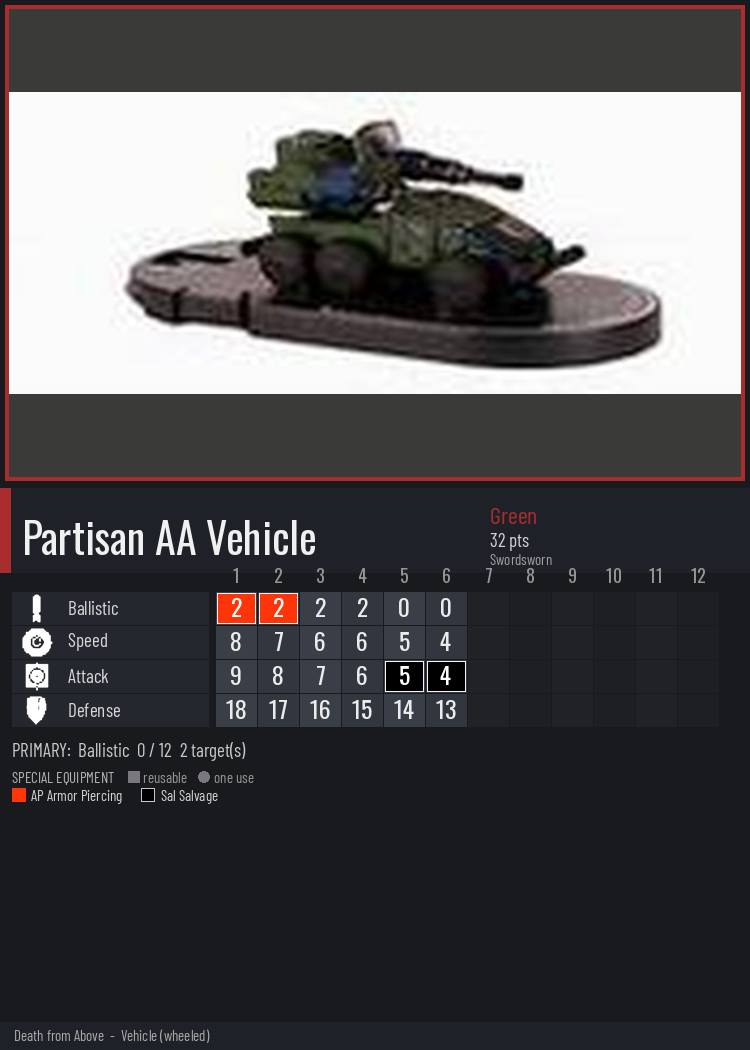 Partisan AA Vehicle
Green
32 pts
Swordsworn
1 2 3 4 5 6 7 8 9 10 11 12
Ballistic 2 2 2 2 0 0
Speed 8 7 6 6 5 4
Attack 9 8 7 6 5 4
Defense 18 17 16 15 14 13
PRIMARY: Ballistic 0 / 12 2 target(s)
SPECIAL EQUIPMENT reusable one use
AP Armor Piercing Sal Salvage
Death from Above - Vehicle (wheeled)